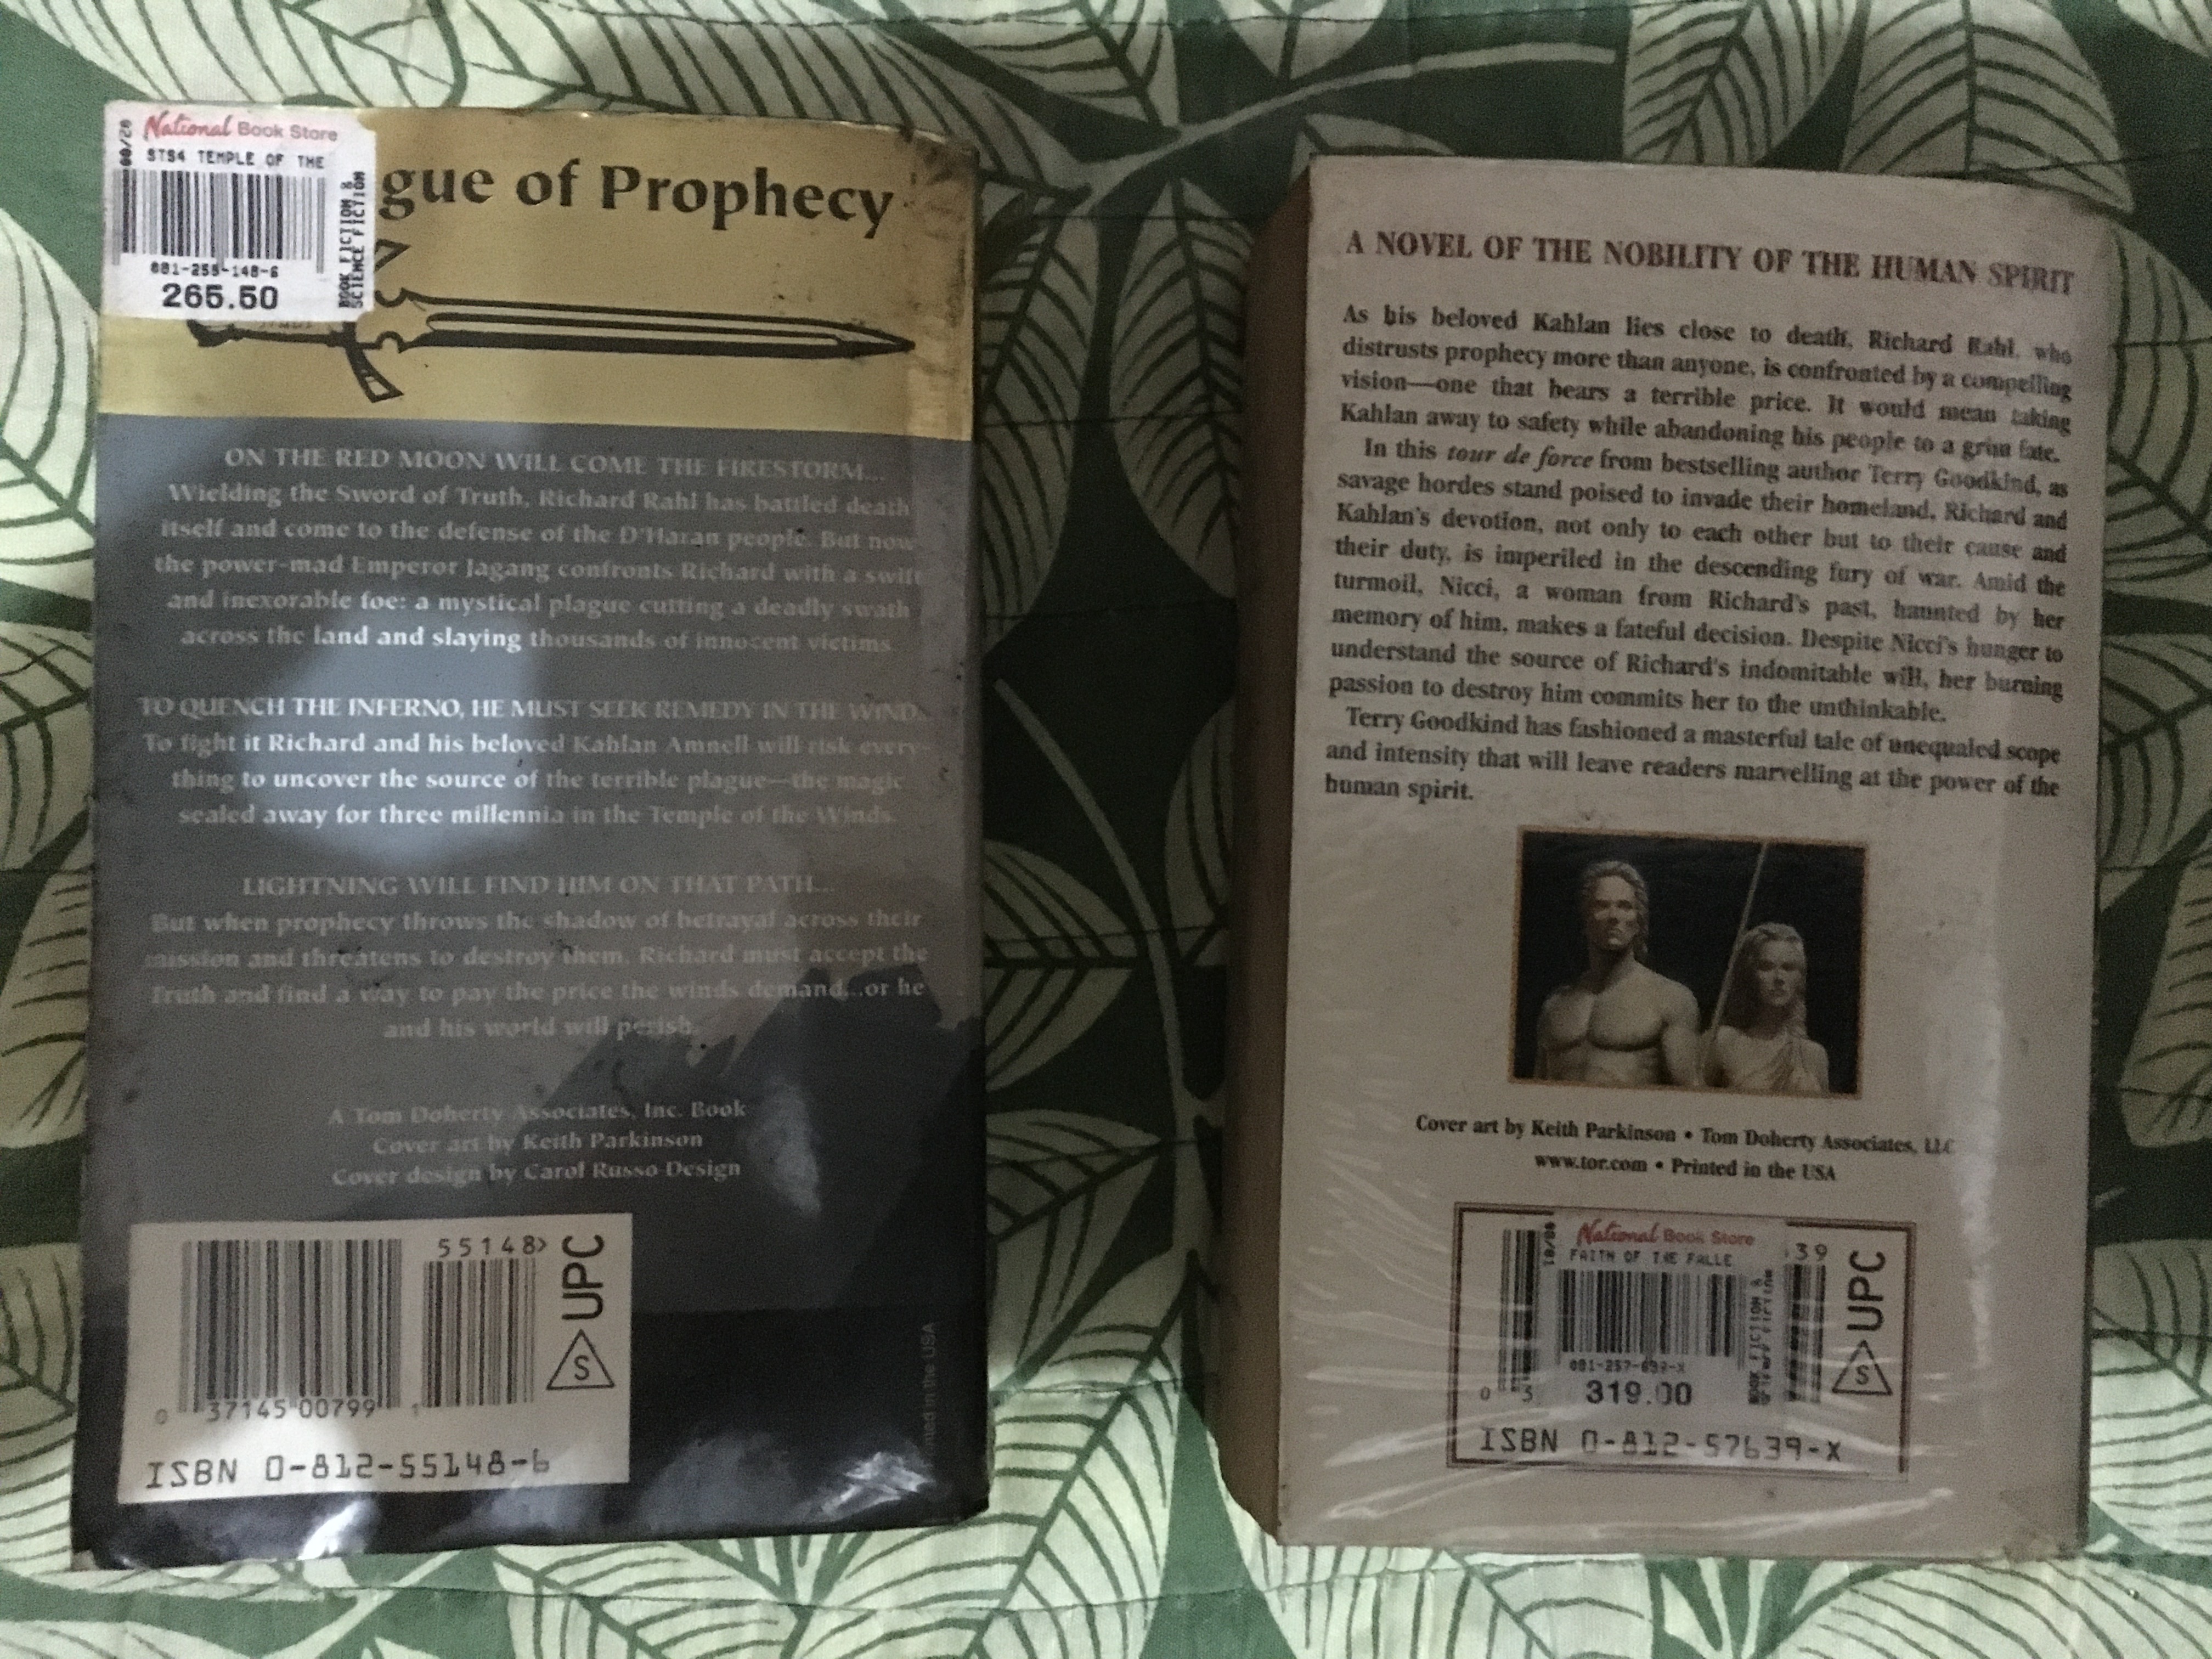 National Book Store
STS4 TEMPLE OF THE
BOOK FICTION &
SCIENCE FICTION
081-255-148-6
265.50
gue of Prophecy
ON THE RED MOON WILL COME THE FIRESTORM...
Wielding the Sword of Truth, Richard Rahl has battled death
itself and come to the defense of the D'Haran people. But now
the power-mad Emperor Jagang confronts Richard with a swift
and inexorable foe: a mystical plague cutting a deadly swath
across the land and slaying thousands of innocent victims.
TO QUENCH THE INFERNO, HE MUST SEEK REMEDY IN THE WIND.
To fight it Richard and his beloved Kahlan Amnell will risk every-
thing to uncover the source of the terrible plague—the magic
sealed away for three millennia in the Temple of the Winds.
LIGHTNING WILL FIND HIM ON THAT PATH...
But when prophecy throws the shadow of betrayal across their
mission and threatens to destroy them, Richard must accept the
Truth and find a way to pay the price the winds demand...or he
and his world will perish.
A Tom Doherty Associates, Inc. Book
Cover art by Keith Parkinson
Cover design by Carol Russo Design
in the USA
55148>
UPC
S
0 37145 00799 1
ISBN 0-812-55148-6
A NOVEL OF THE NOBILITY OF THE HUMAN SPIRIT
As his beloved Kahlan lies close to death, Richard Rahl, who
distrusts prophecy more than anyone, is confronted by a compelling
vision—one that bears a terrible price. It would mean taking
Kahlan away to safety while abandoning his people to a grim fate.
In this tour de force from bestselling author Terry Goodkind, as
savage hordes stand poised to invade their homeland, Richard and
Kahlan's devotion, not only to each other but to their cause and
their duty, is imperiled in the descending fury of war. Amid the
turmoil, Nicci, a woman from Richard's past, haunted by her
memory of him, makes a fateful decision. Despite Nicci's hunger to
understand the source of Richard's indomitable will, her burning
passion to destroy him commits her to the unthinkable.
Terry Goodkind has fashioned a masterful tale of unequaled scope
and intensity that will leave readers marvelling at the power of the
human spirit.
Cover art by Keith Parkinson • Tom Doherty Associates, LLC
www.tor.com • Printed in the USA
National Book Store
FAITH OF THE FALLE
39
UPC
S
BOOK FICTION &
319.00
0 3
ISBN 0-812-57639-X